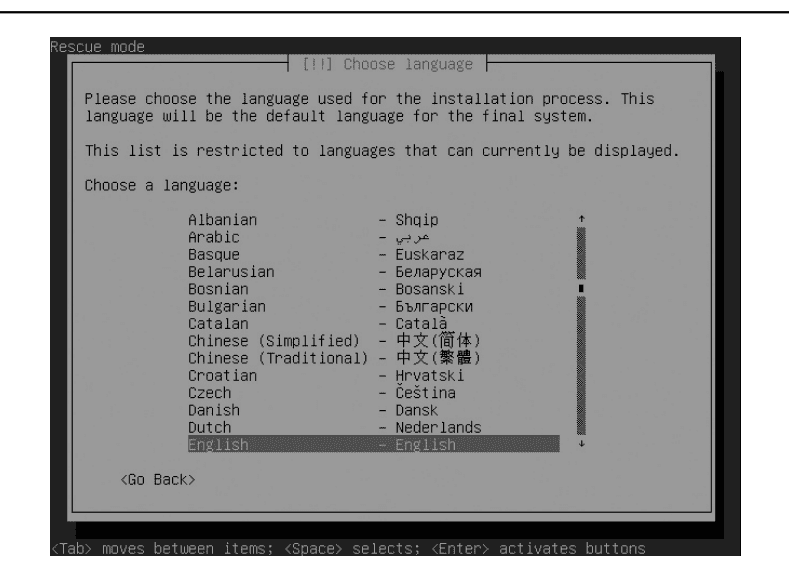 Rescue mode
[!!] Choose language
Please choose the language used for the installation process. This
language will be the default language for the final system.
This list is restricted to languages that can currently be displayed.
Choose a language:
Albanian - Shqip
Arabic - عربي
Basque - Euskaraz
Belarusian - Беларуская
Bosnian - Bosanski
Bulgarian - Български
Catalan - Català
Chinese (Simplified) - 中文(简体)
Chinese (Traditional) - 中文(繁體)
Croatian - Hrvatski
Czech - Čeština
Danish - Dansk
Dutch - Nederlands
English - English
<Go Back>
<Tab> moves between items; <Space> selects; <Enter> activates buttons